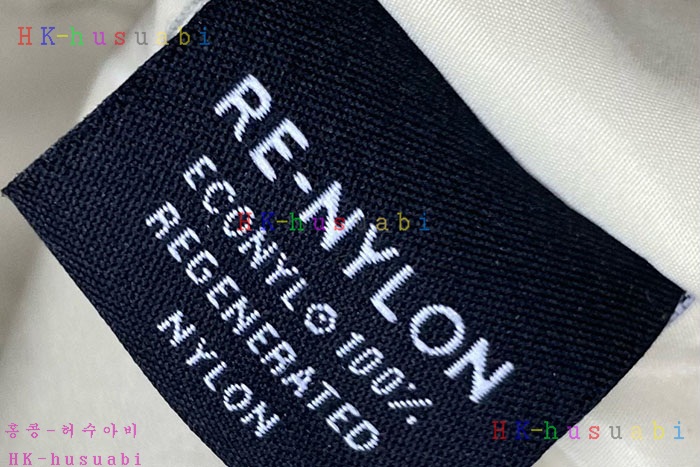 HK-husuabi
RE-NYLON
ECONYL® 100%
REGENERATED
NYLON
HK-husuabi
HK-husuabi
홍콩-허수아비
HK-husuabi